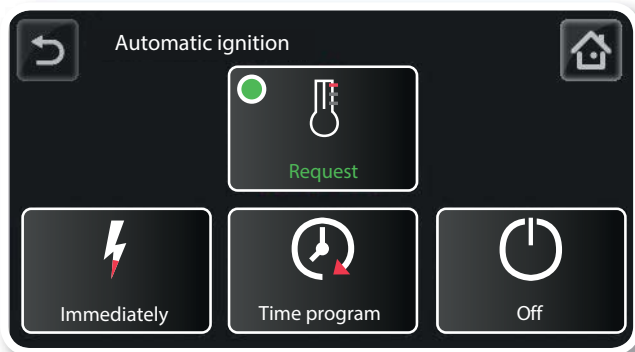 Automatic ignition
Request
Immediately
Time program
Off